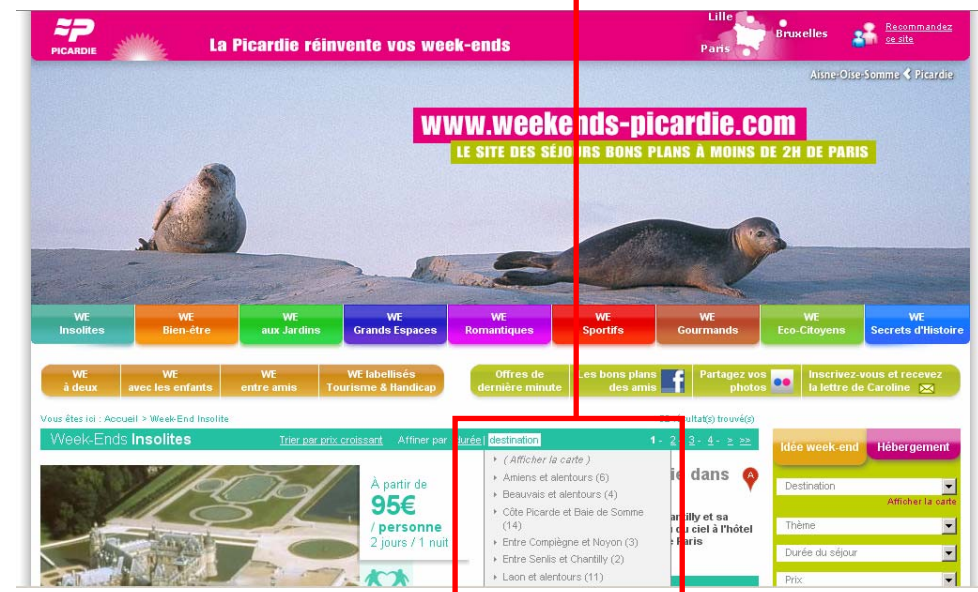 PICARDIE
La Picardie réinvente vos week-ends
Lille
Bruxelles
Paris
Recommandez
ce site
Aisne-Oise-Somme Picardie
www.weekends-picardie.com
LE SITE DES SÉJOURS BONS PLANS À MOINS DE 2H DE PARIS
WE
Insolites
WE
Bien-être
WE
aux Jardins
WE
Grands Espaces
WE
Romantiques
WE
Sportifs
WE
Gourmands
WE
Eco-Citoyens
WE
Secrets d'Histoire
WE
à deux
WE
avec les enfants
WE
entre amis
WE labellisés
Tourisme & Handicap
Offres de
dernière minute
Les bons plans
des amis
Partagez vos
photos
Inscrivez-vous et recevez
la lettre de Caroline
Vous êtes ici : Accueil > Week-End Insolite
résultat(s) trouvé(s)
Week-Ends Insolites
Trier par prix croissant Affiner par durée | destination
1 - 2 - 3 - 4 - > >>
( Afficher la carte )
Amiens et alentours (6)
Beauvais et alentours (4)
Côte Picarde et Baie de Somme
(14)
Entre Compiègne et Noyon (3)
Entre Senlis et Chantilly (2)
Laon et alentours (11)
À partir de
95€
/ personne
2 jours / 1 nuit
dans
A
et sa
du ciel à l'hôtel
Paris
Idée week-end
Hébergement
Destination
Afficher la carte
Thème
Durée du séjour
Prix